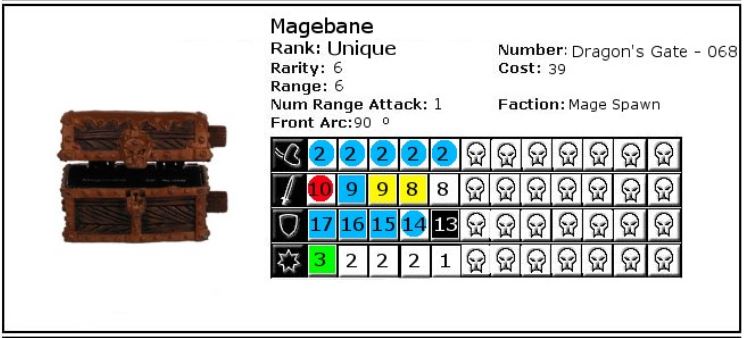 Magebane
Rank: Unique
Number: Dragon's Gate - 068
Rarity: 6
Cost: 39
Range: 6
Num Range Attack: 1
Faction: Mage Spawn
Front Arc:90 º
2 2 2 2 2
10 9 9 8 8
17 16 15 14 13
3 2 2 2 1